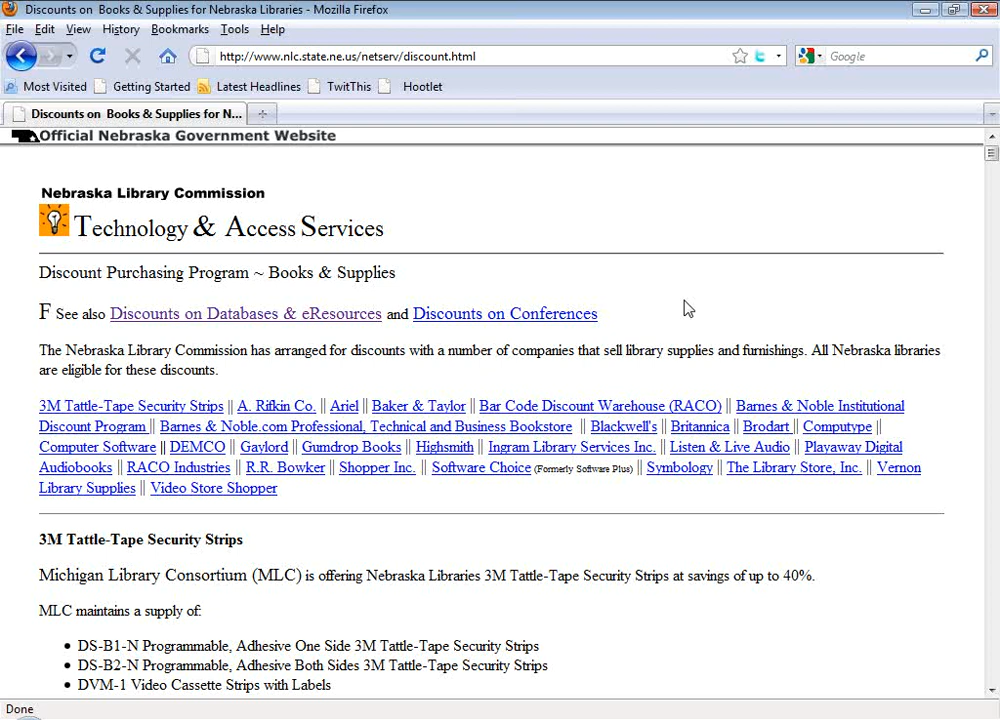 Discounts on  Books & Supplies for Nebraska Libraries - Mozilla Firefox
File Edit View History Bookmarks Tools Help
http://www.nlc.state.ne.us/netserv/discount.html
Google
Most Visited Getting Started Latest Headlines TwitThis Hootlet
Discounts on  Books & Supplies for N...
Official Nebraska Government Website
Nebraska Library Commission
Technology & Access Services
Discount Purchasing Program ~ Books & Supplies
F See also Discounts on Databases & eResources and Discounts on Conferences
The Nebraska Library Commission has arranged for discounts with a number of companies that sell library supplies and furnishings. All Nebraska libraries
are eligible for these discounts.
3M Tattle-Tape Security Strips || A. Rifkin Co. || Ariel || Baker & Taylor || Bar Code Discount Warehouse (RACO) || Barnes & Noble Institutional
Discount Program || Barnes & Noble.com Professional, Technical and Business Bookstore || Blackwell's || Britannica || Brodart || Computype ||
Computer Software || DEMCO || Gaylord || Gumdrop Books || Highsmith || Ingram Library Services Inc. || Listen & Live Audio || Playaway Digital
Audiobooks || RACO Industries || R.R. Bowker || Shopper Inc. || Software Choice (Formerly Software Plus) || Symbology || The Library Store, Inc. || Vernon
Library Supplies || Video Store Shopper
3M Tattle-Tape Security Strips
Michigan Library Consortium (MLC) is offering Nebraska Libraries 3M Tattle-Tape Security Strips at savings of up to 40%.
MLC maintains a supply of:
• DS-B1-N Programmable, Adhesive One Side 3M Tattle-Tape Security Strips
• DS-B2-N Programmable, Adhesive Both Sides 3M Tattle-Tape Security Strips
• DVM-1 Video Cassette Strips with Labels
Done